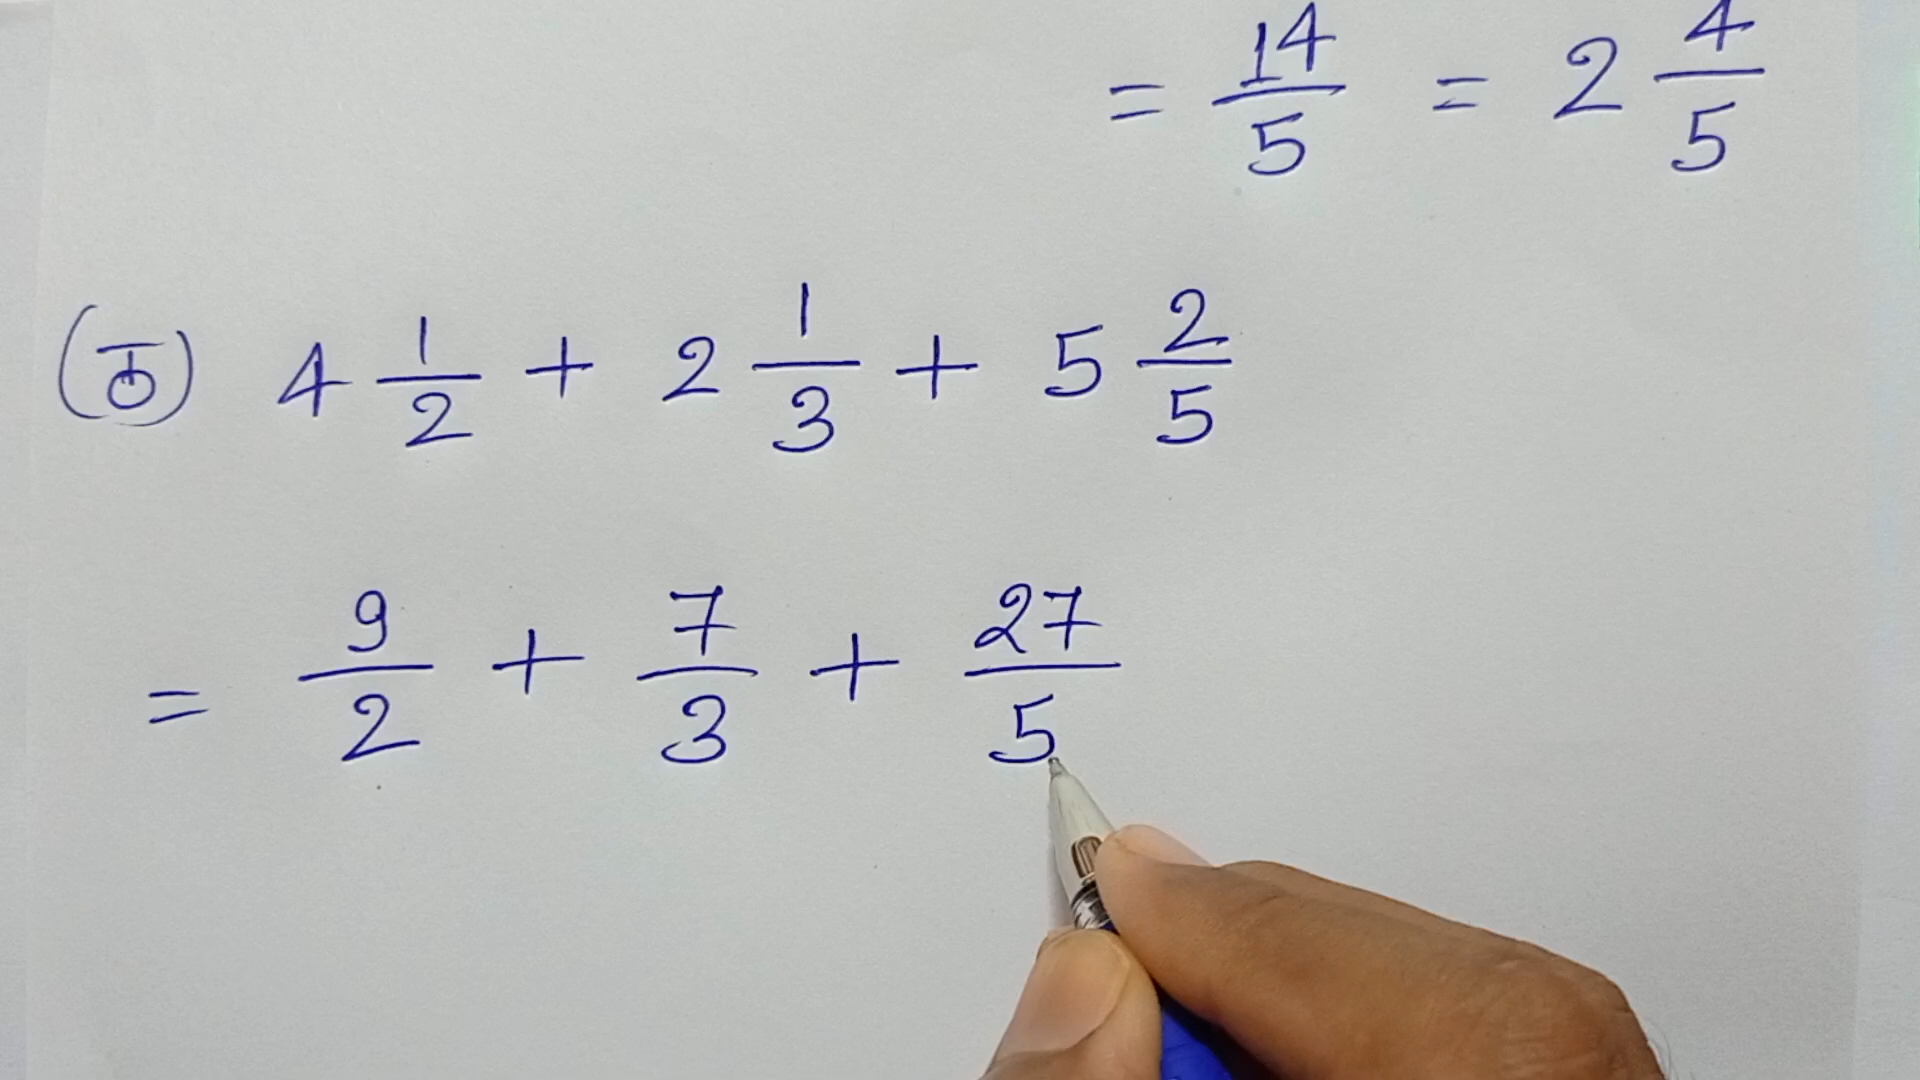 = 14/5 = 2 4/5
4 1/2 + 2 1/3 + 5 2/5
= 9/2 + 7/3 + 27/5